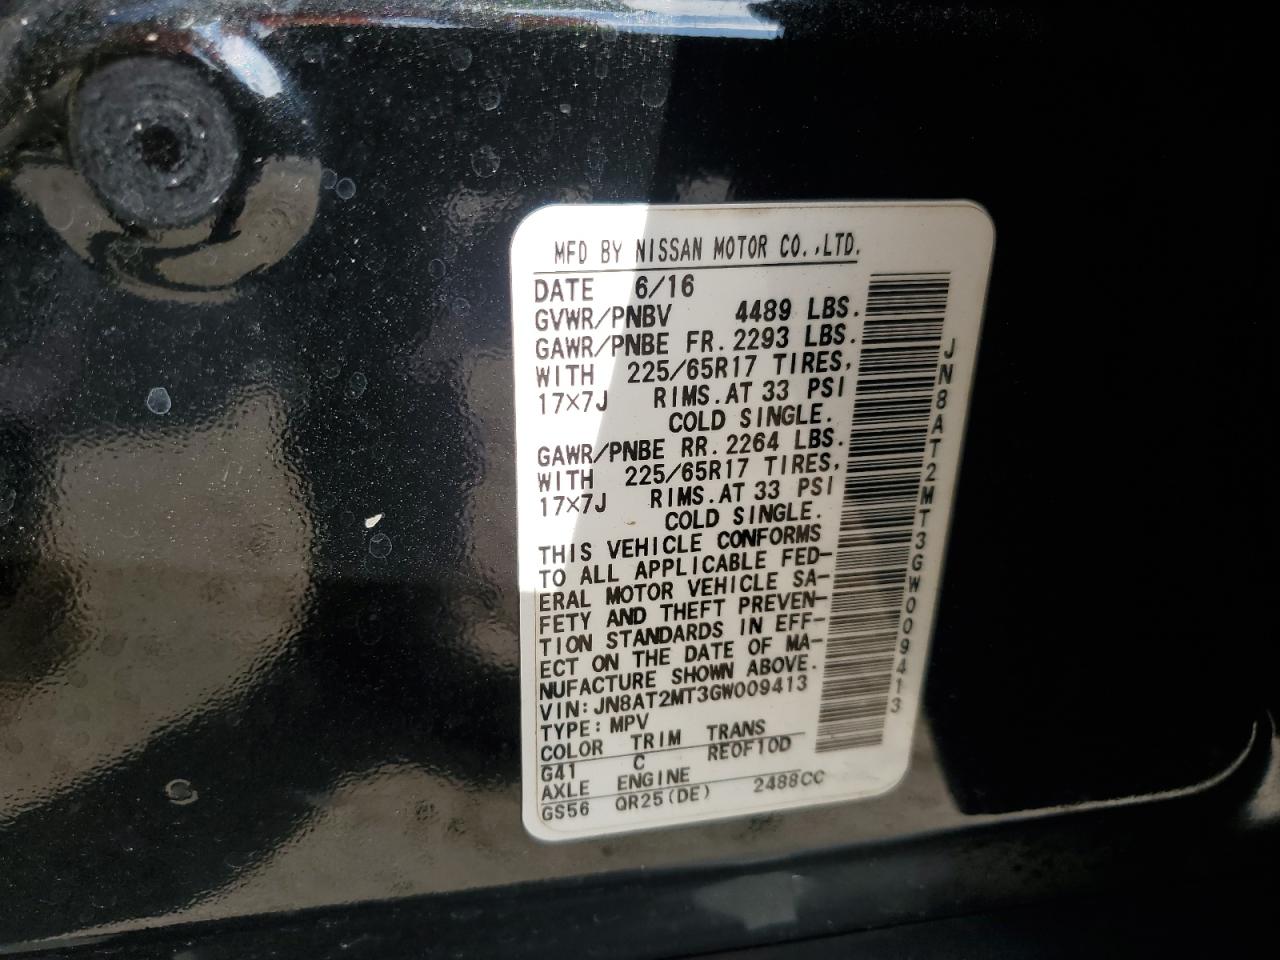 MFD BY NISSAN MOTOR CO.,LTD.
DATE 6/16
GVWR/PNBV 4489 LBS.
GAWR/PNBE FR. 2293 LBS.
WITH 225/65R17 TIRES,
17×7J RIMS.AT 33 PSI
COLD SINGLE.
GAWR/PNBE RR. 2264 LBS.
WITH 225/65R17 TIRES,
17×7J RIMS.AT 33 PSI
COLD SINGLE.
THIS VEHICLE CONFORMS
TO ALL APPLICABLE FED-
ERAL MOTOR VEHICLE SA-
FETY AND THEFT PREVEN-
TION STANDARDS IN EFF-
ECT ON THE DATE OF MA-
NUFACTURE SHOWN ABOVE.
VIN:JN8AT2MT3GW009413
TYPE:MPV
COLOR TRIM TRANS
G41 C RE0F10D
AXLE ENGINE
GS56 QR25(DE) 2488CC
JN8AT2MT3GW009413